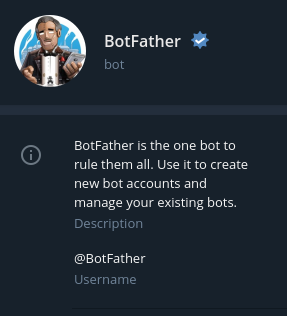 BotFather
bot
BotFather is the one bot to
rule them all. Use it to create
new bot accounts and
manage your existing bots.
Description
@BotFather
Username